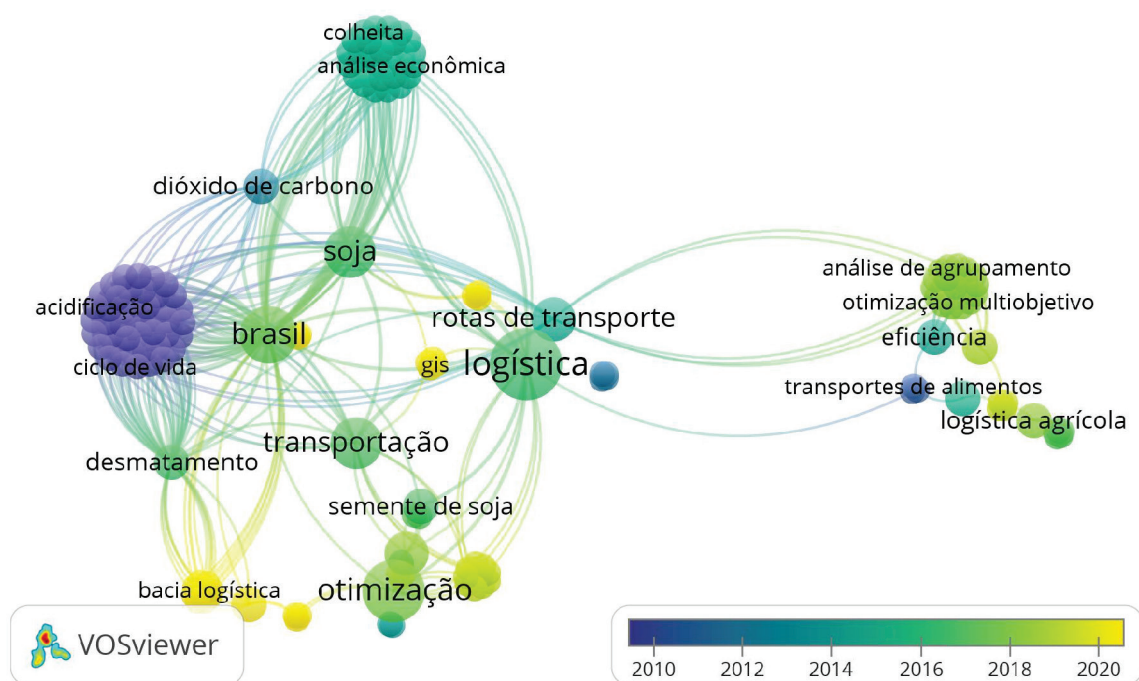 colheita
análise econômica
dióxido de carbono
soja
análise de agrupamento
acidificação
otimização multiobjetivo
rotas de transporte
brasil
eficiência
ciclo de vida
gis
logística
transportes de alimentos
logística agrícola
transportação
desmatamento
semente de soja
bacia logística
otimização
VOSviewer
2010 2012 2014 2016 2018 2020